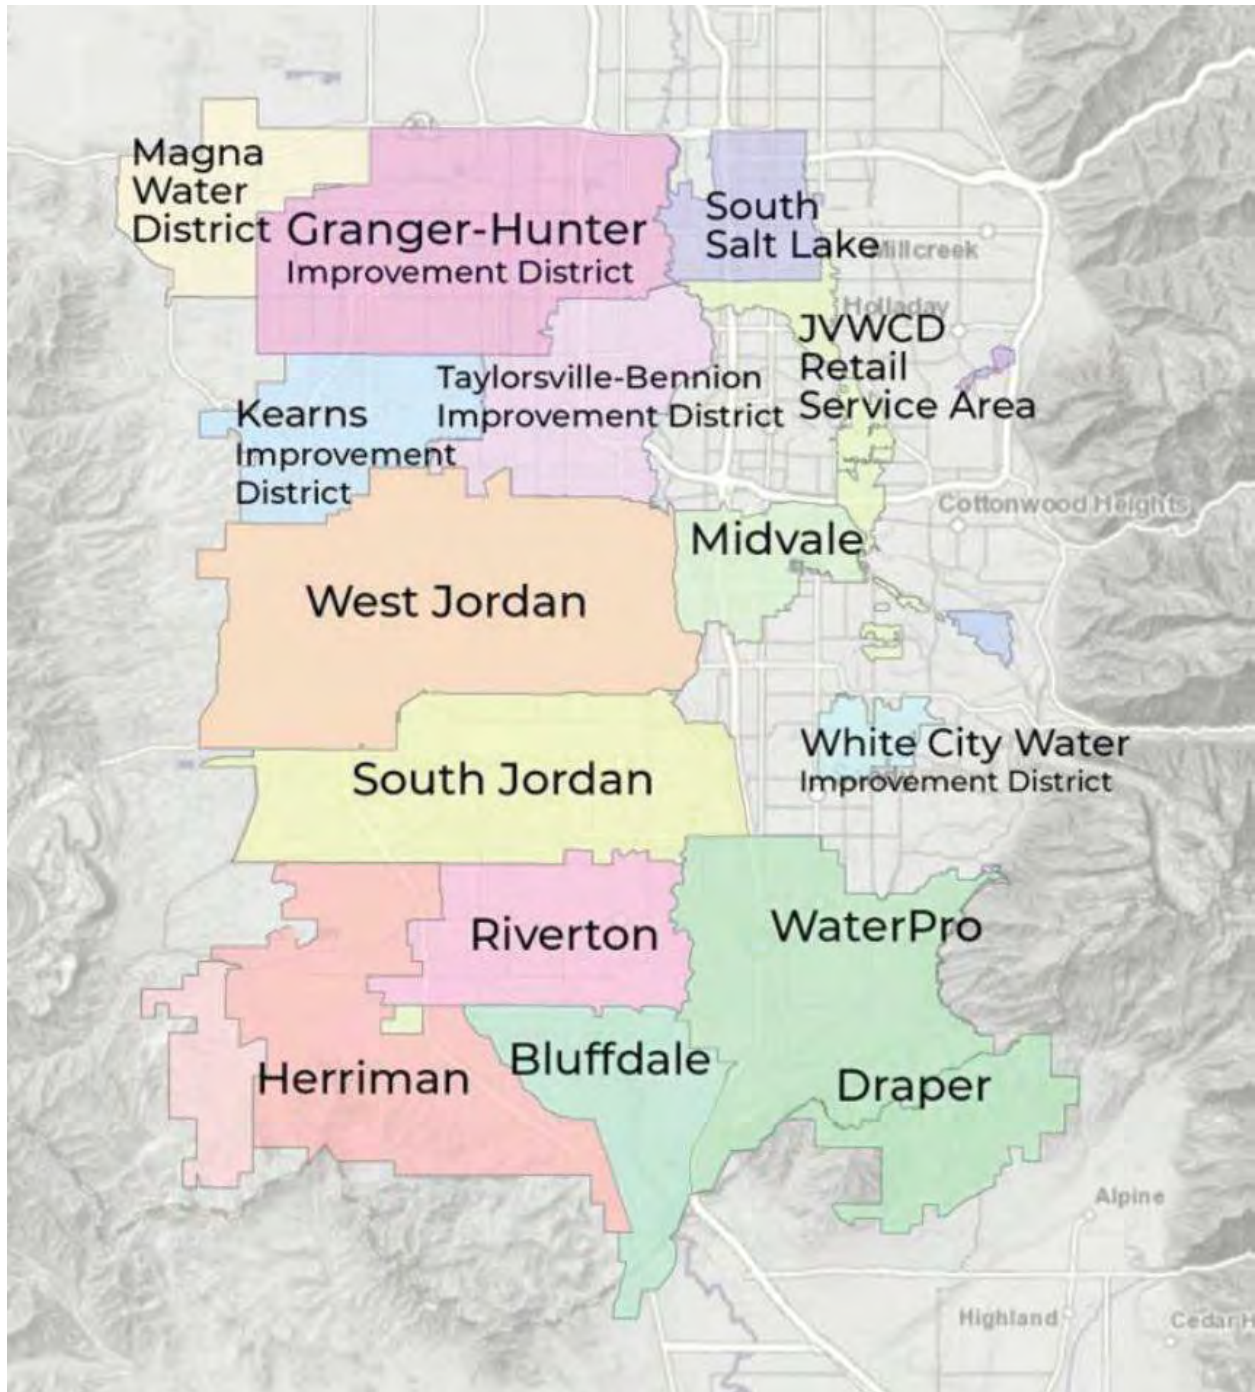 Magna
Water
District
Granger-Hunter
Improvement District
South
Salt Lake
Millcreek
Holladay
JVWCD
Retail
Service Area
Taylorsville-Bennion
Improvement District
Kearns
Improvement
District
Cottonwood Heights
Midvale
West Jordan
White City Water
Improvement District
South Jordan
WaterPro
Riverton
Bluffdale
Herriman
Draper
Alpine
Highland
Cedar H